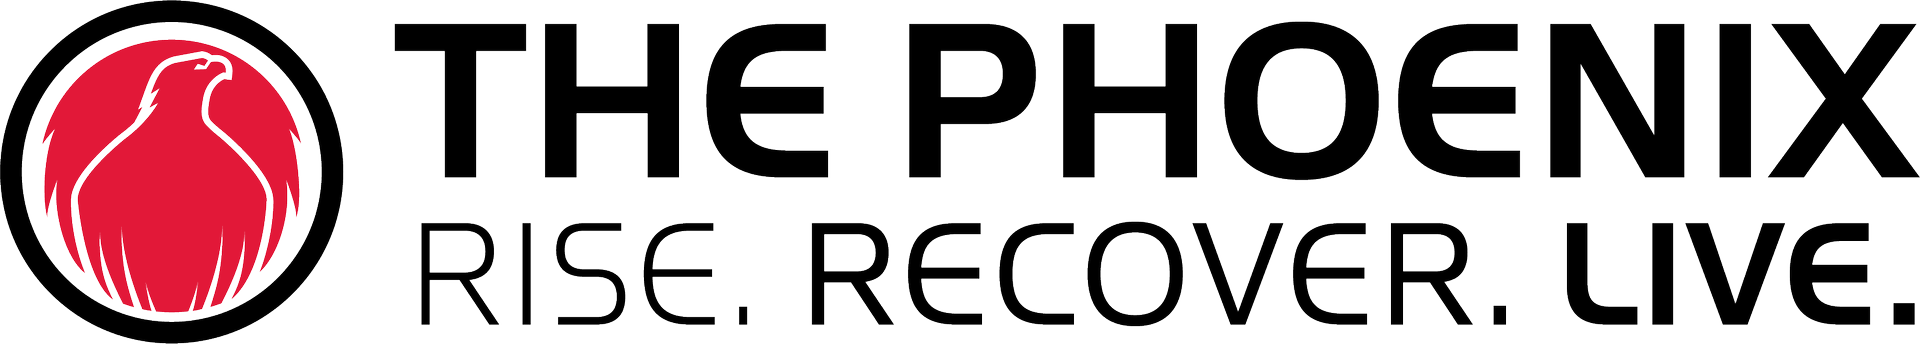 THE PHOENIX
RISE. RECOVER. LIVE.